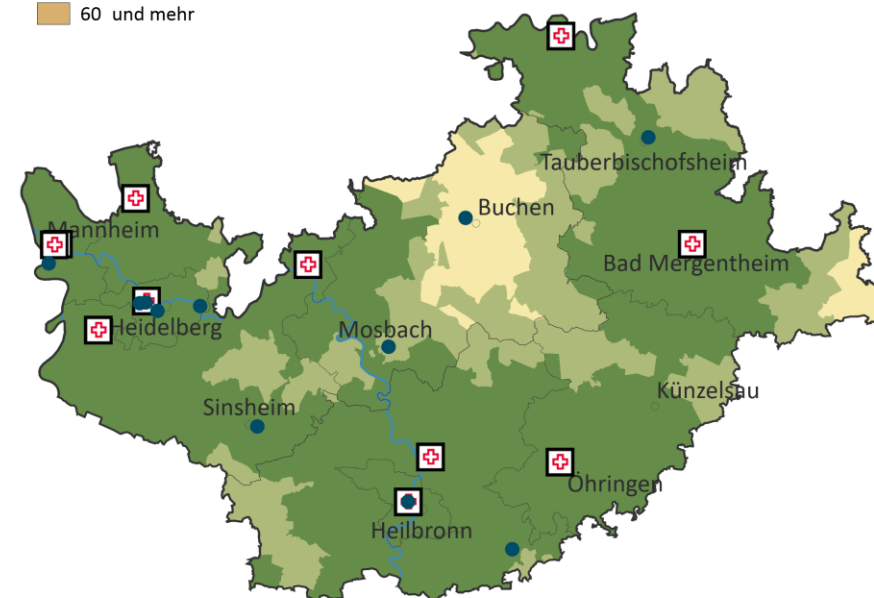 60 und mehr
Tauberbischofsheim
Buchen
Mannheim
Bad Mergentheim
Heidelberg
Mosbach
Künzelsau
Sinsheim
Öhringen
Heilbronn